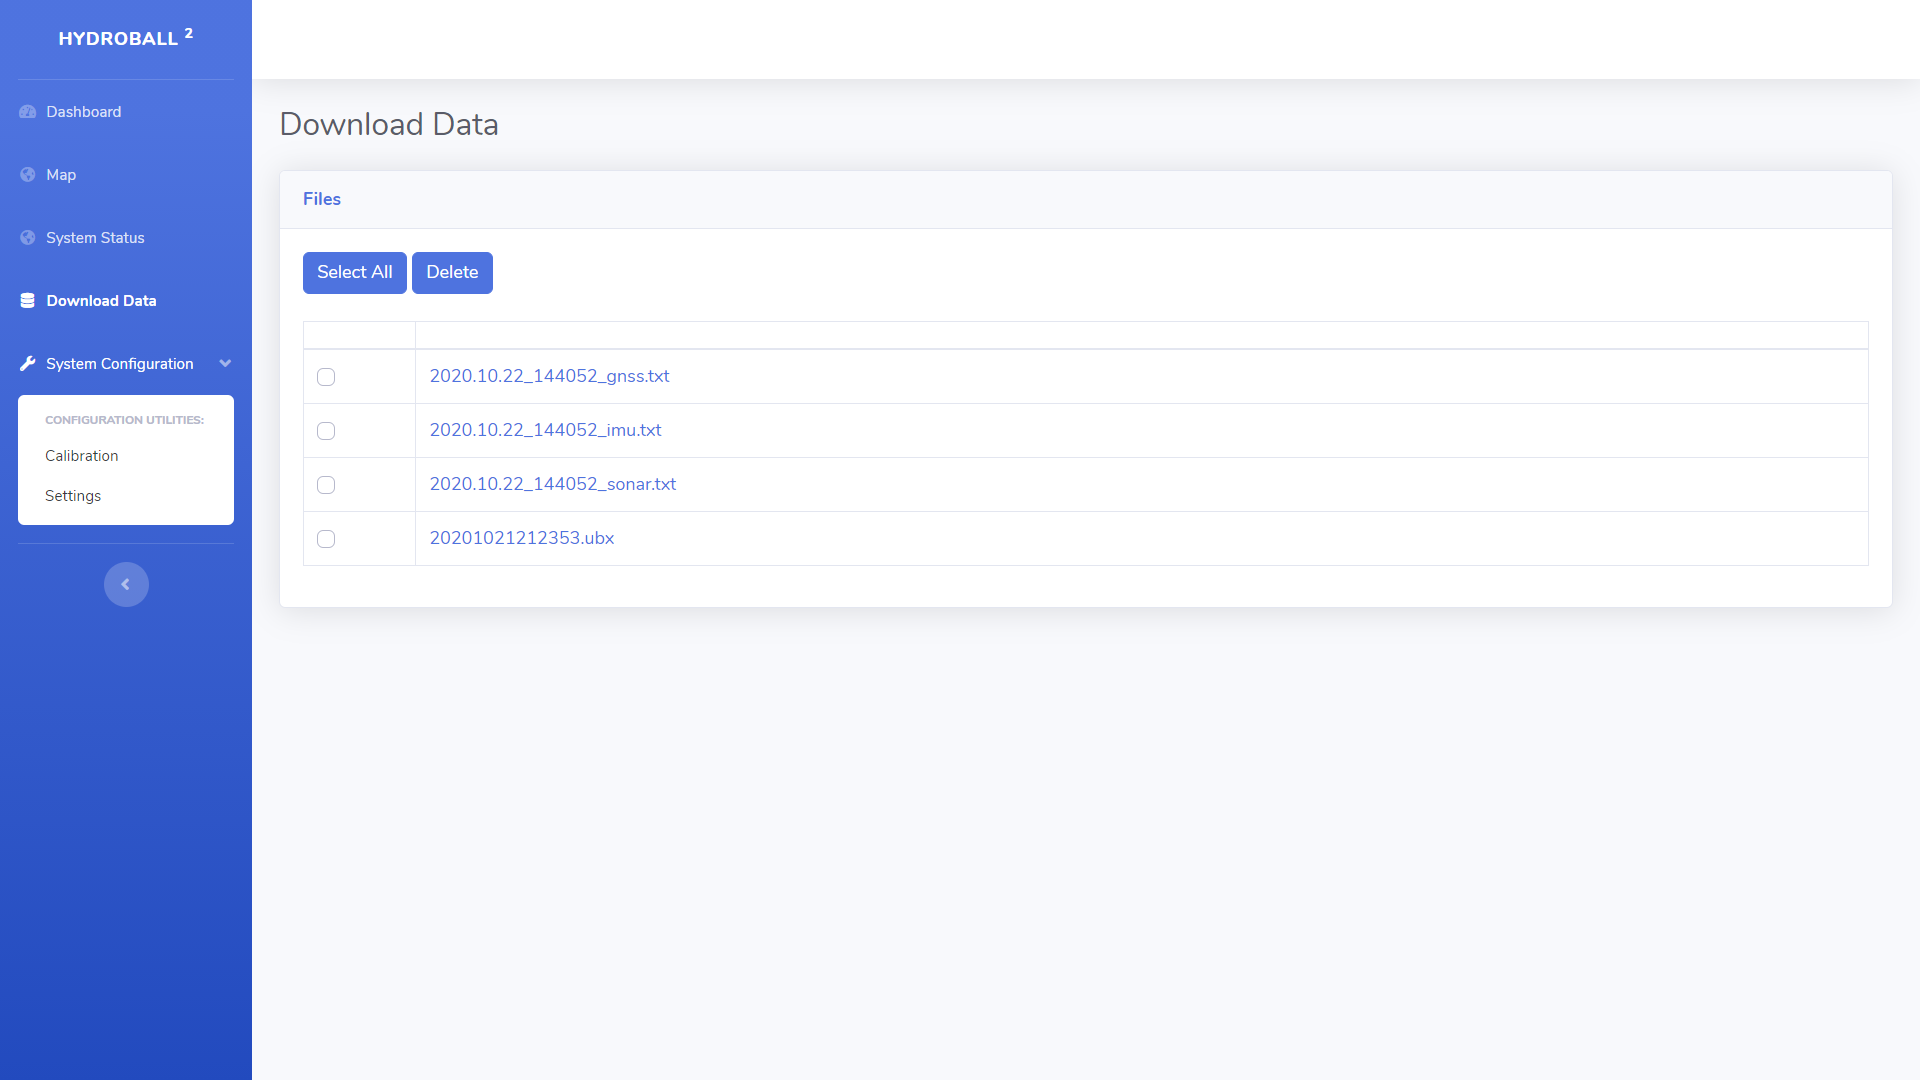 HYDROBALL 2
Dashboard
Map
System Status
Download Data
System Configuration
CONFIGURATION UTILITIES:
Calibration
Settings
Download Data
Files
Select All Delete
2020.10.22_144052_gnss.txt
2020.10.22_144052_imu.txt
2020.10.22_144052_sonar.txt
20201021212353.ubx